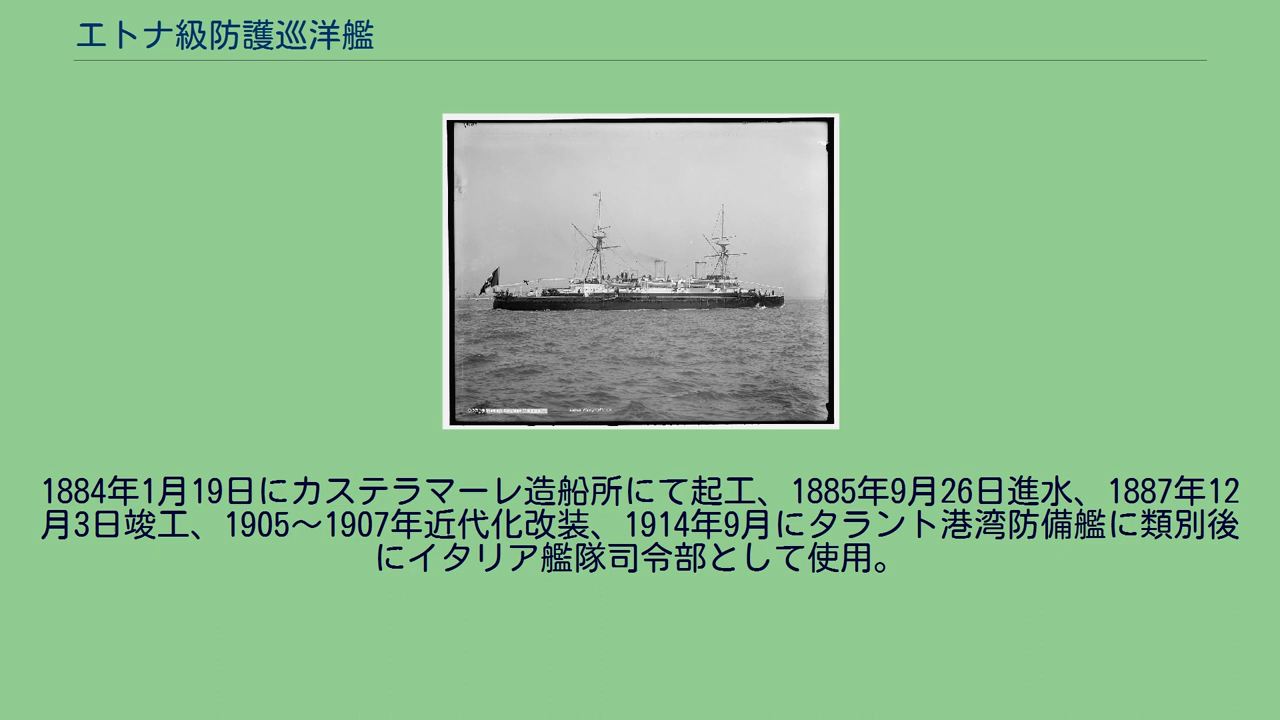 エトナ級防護巡洋艦
1884年1月19日にカステラマーレ造船所にて起工、1885年9月26日進水、1887年12
月3日竣工、1905～1907年近代化改装、1914年9月にタラント港湾防備艦に類別後
にイタリア艦隊司令部として使用。